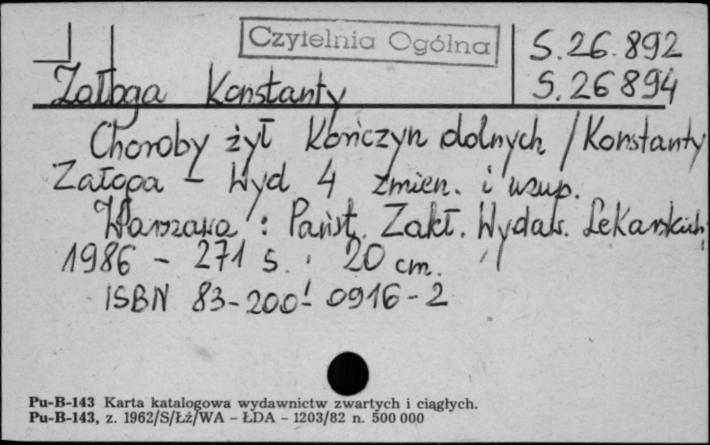 Czytelnia Ogólna
S. 26.892
S. 26894
Załoga Konstanty
Choroby żył kończyn dolnych / Konstanty
Załoga - Wyd 4 zmien. i uzup.
Warszawa : Państ. Zakł. Wydaw. Lekarskich,
1986 - 271 s. ; 20 cm.
ISBN 83-200-0916-2
Pu-B-143 Karta katalogowa wydawnictw zwartych i ciągłych.
Pu-B-143, z. 1962/S/Łż/WA - ŁDA - 1203/82 n. 500 000